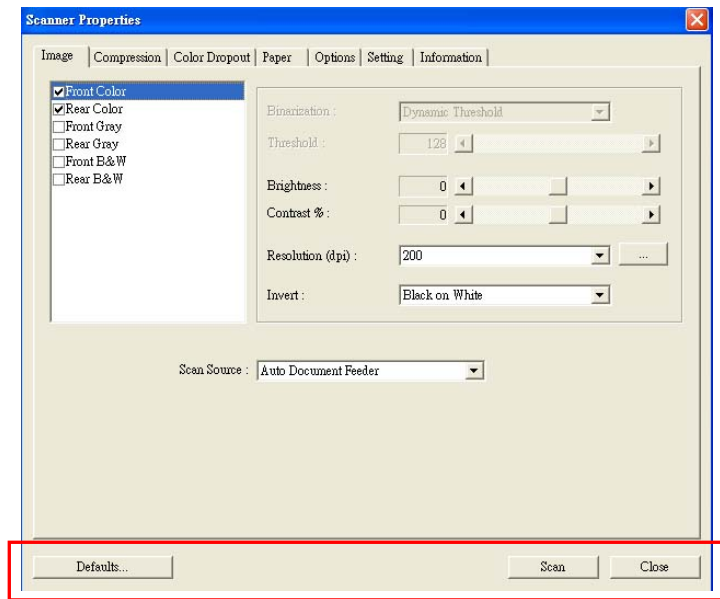 Scanner Properties
Image Compression Color Dropout Paper Options Setting Information
Front Color
Rear Color
Front Gray
Rear Gray
Front B&W
Rear B&W
Binarization : Dynamic Threshold
Threshold : 128
Brightness : 0
Contrast % : 0
Resolution (dpi) : 200 ...
Invert : Black on White
Scan Source : Auto Document Feeder
Defaults... Scan Close